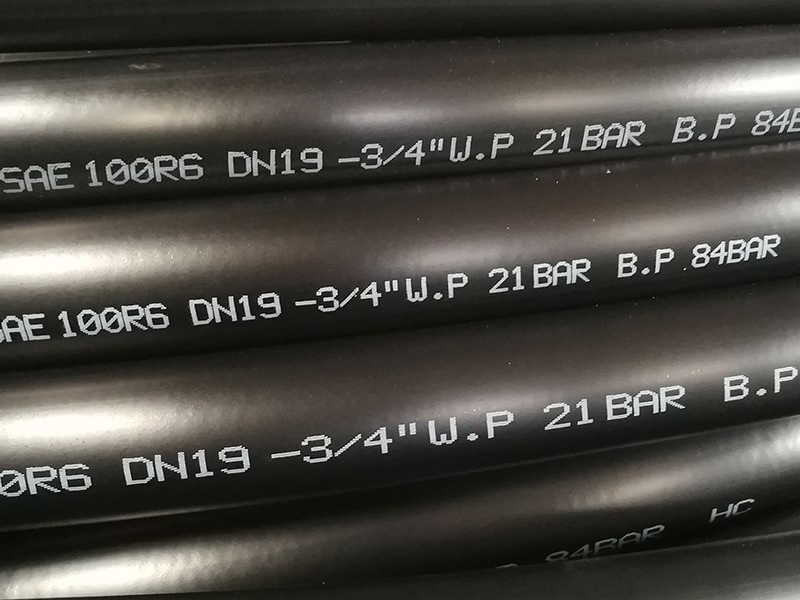 SAE 100R6 DN19 -3/4" W.P 21 BAR B.P 84B
SAE 100R6 DN19 -3/4" W.P 21 BAR B.P 84BAR
00R6 DN19 -3/4" W.P 21 BAR B.P
84BAR HC